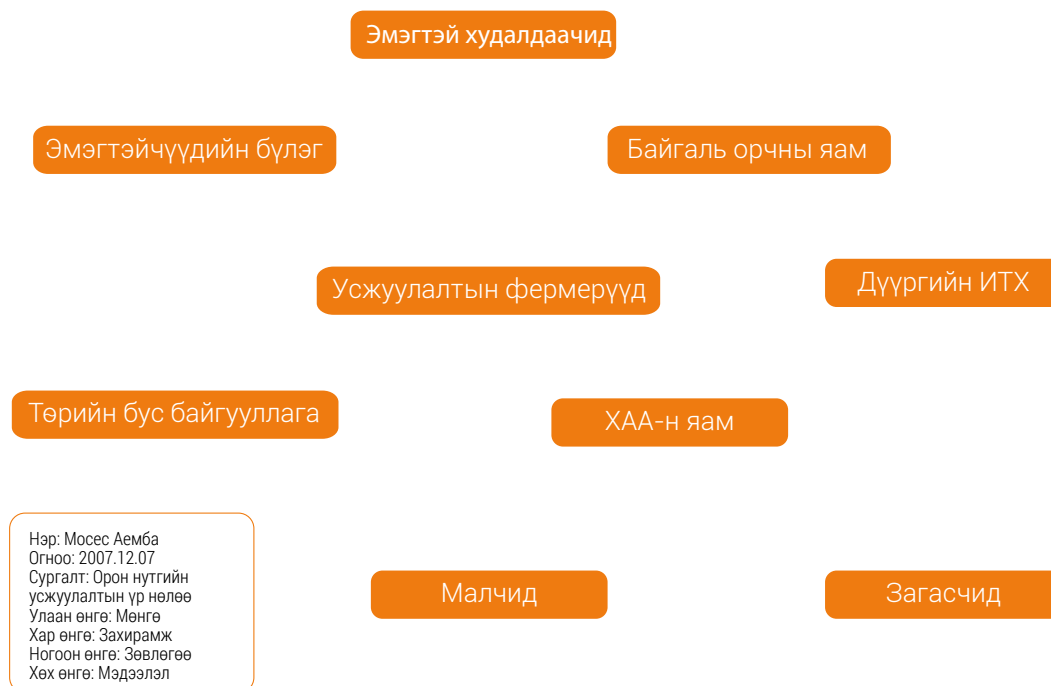 Эмэгтэй худалдаачид
Эмэгтэйчүүдийн бүлэг
Байгаль орчны яам
Усжуулалтын фермерүүд
Дүүргийн ИТХ
Төрийн бус байгууллага
ХАА-н яам
Нэр: Мосес Аемба
Огноо: 2007.12.07
Сургалт: Орон нутгийн
усжуулалтын үр нөлөө
Улаан өнгө: Мөнгө
Хар өнгө: Захирамж
Ногоон өнгө: Зөвлөгөө
Хөх өнгө: Мэдээлэл
Малчид
Загасчид